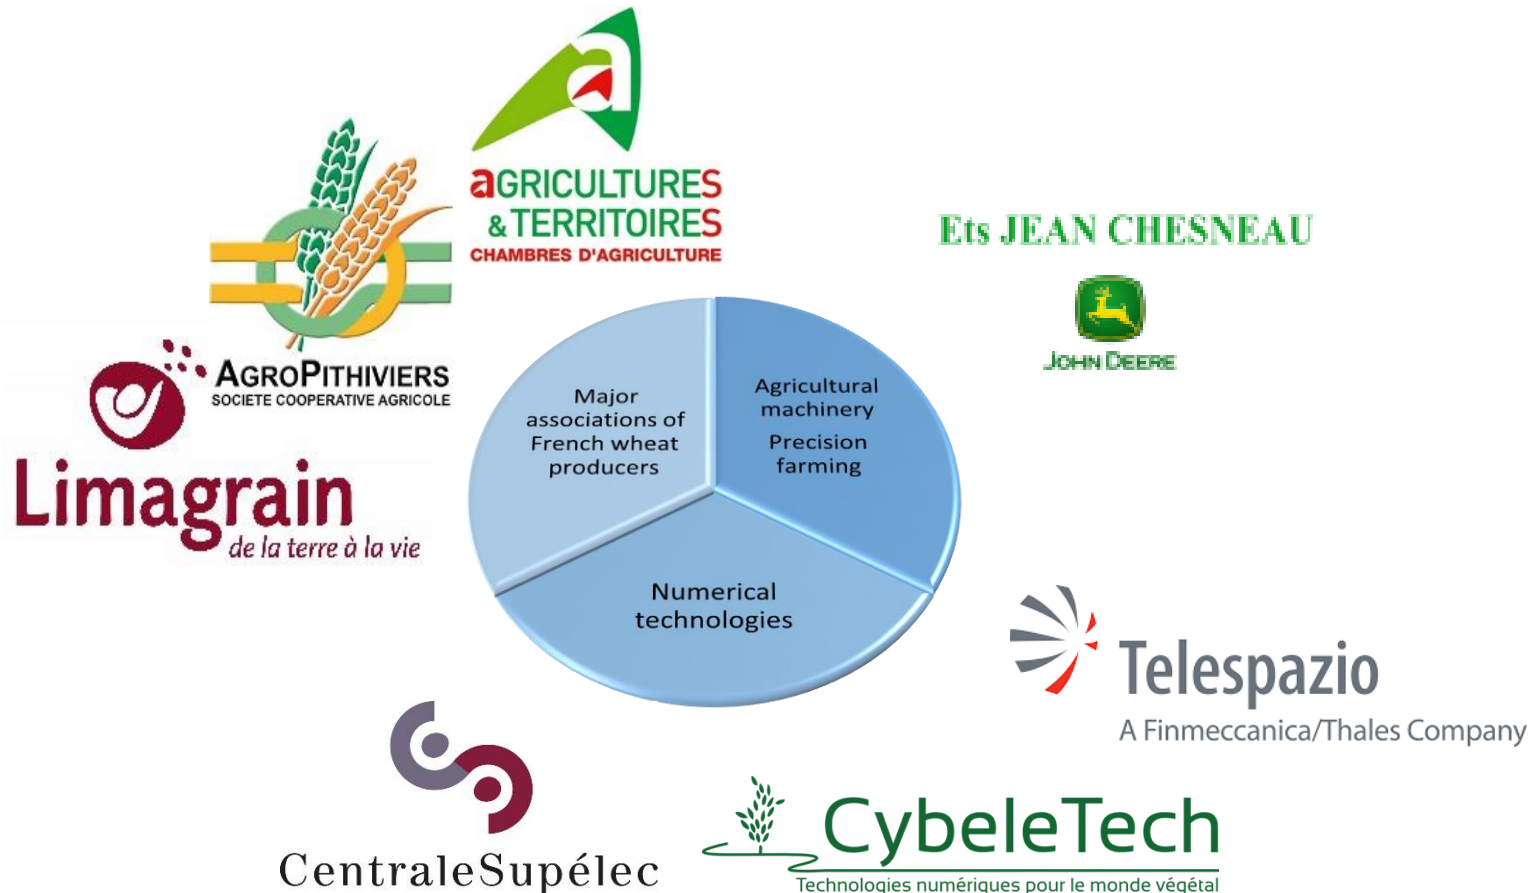 aGRICULTURES
& TERRITOIRES
CHAMBRES D'AGRICULTURE
AGROPITHIVIERS
SOCIETE COOPERATIVE AGRICOLE
Limagrain
de la terre à la vie
Ets JEAN CHESNEAU
JOHN DEERE
Major
associations of
French wheat
producers
Agricultural
machinery
Precision
farming
Numerical
technologies
Telespazio
A Finmeccanica/Thales Company
CentraleSupélec
CybeleTech
Technologies numériques pour le monde végétal